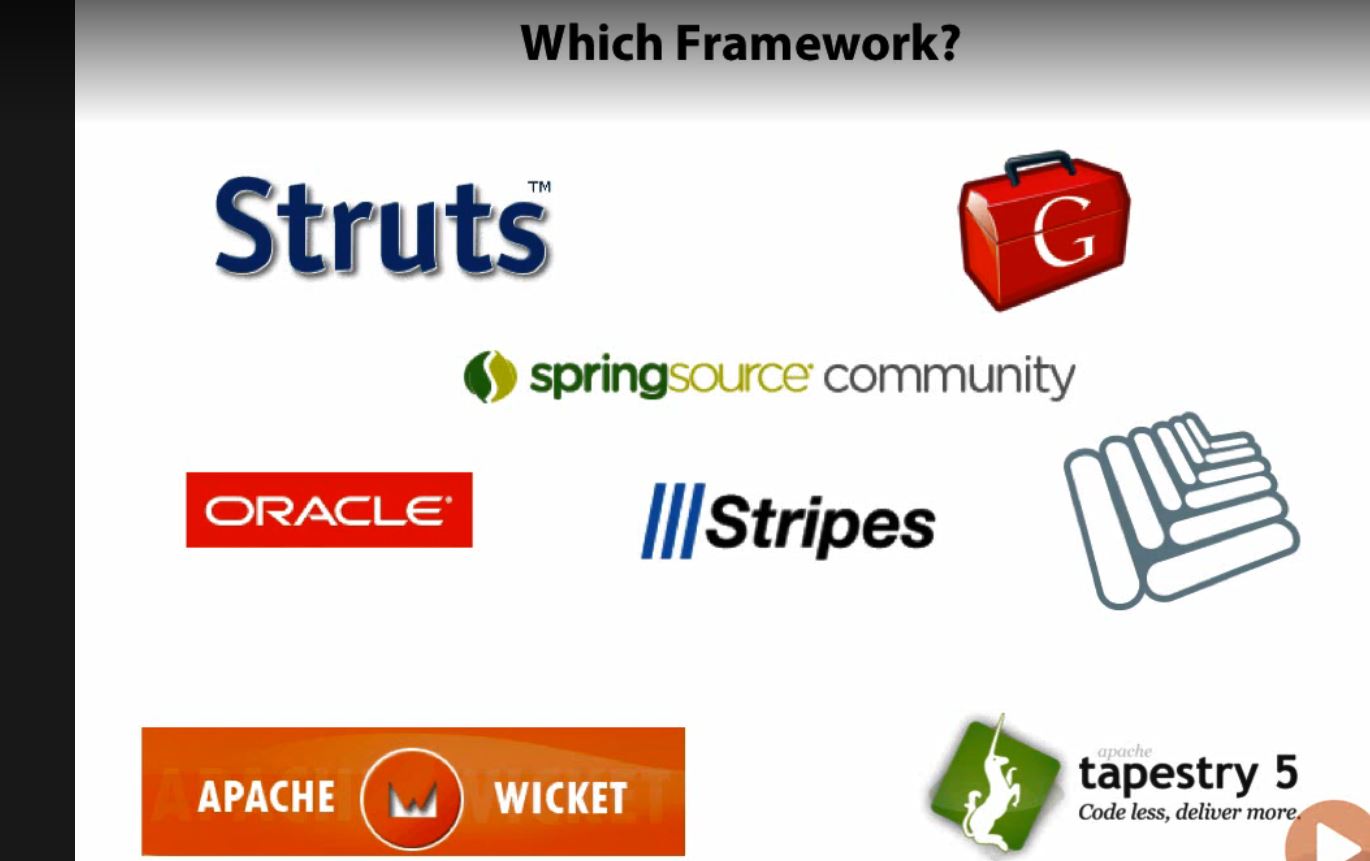 Which Framework?
Struts™
G
springsource community
ORACLE®
Stripes
APACHE W WICKET
apache
tapestry 5
Code less, deliver more.